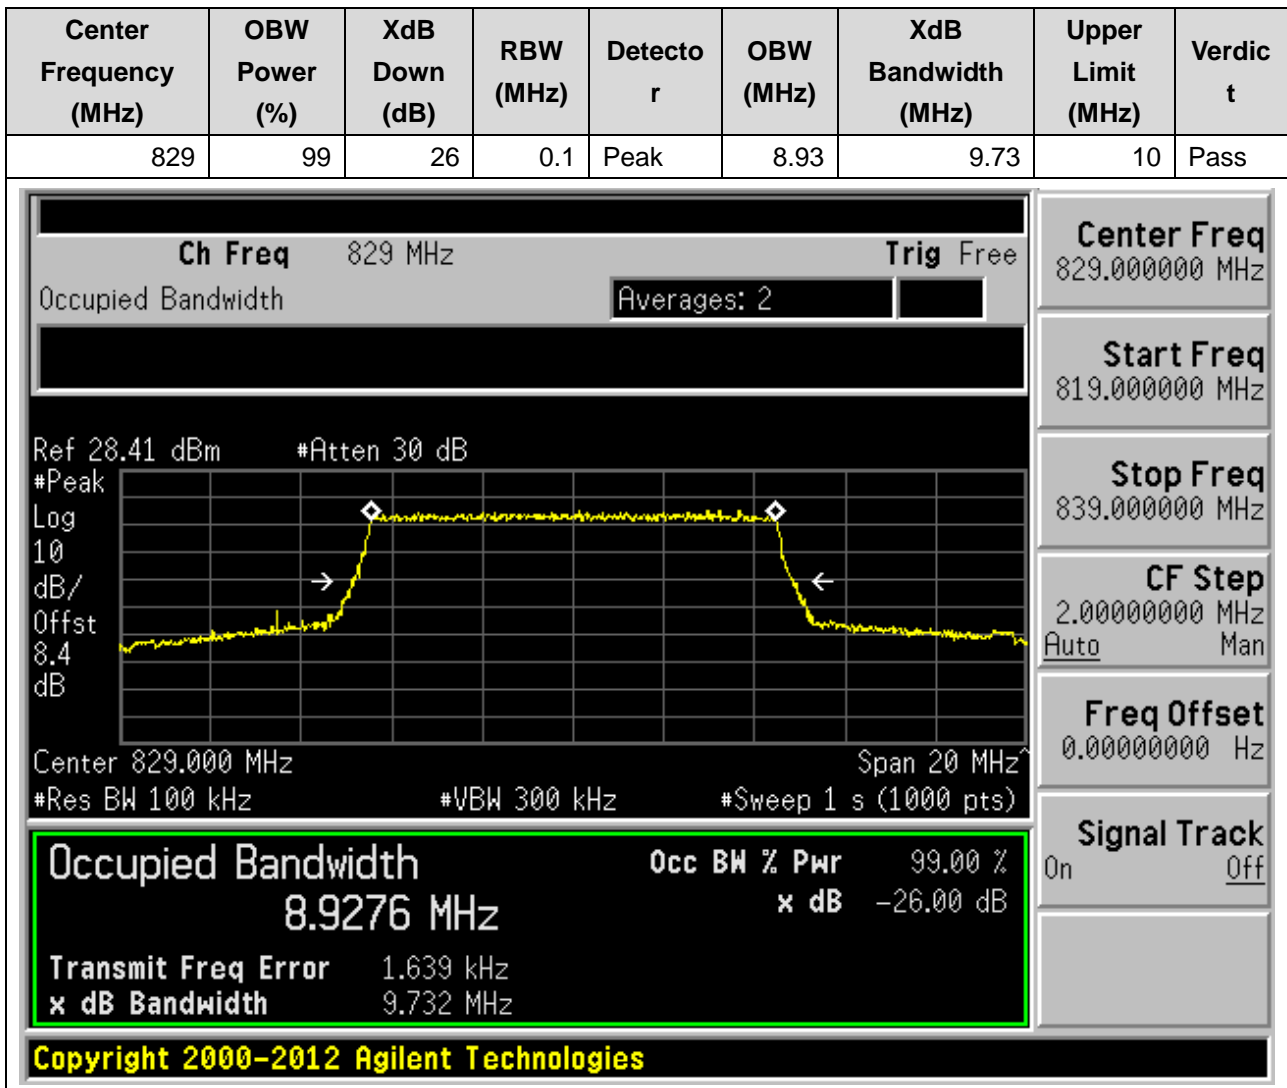 Center Frequency (MHz) OBW Power (%) XdB Down (dB) RBW (MHz) Detecto r OBW (MHz) XdB Bandwidth (MHz) Upper Limit (MHz) Verdic t
829 99 26 0.1 Peak 8.93 9.73 10 Pass
Ch Freq 829 MHz Trig Free
Occupied Bandwidth Averages: 2
Ref 28.41 dBm #Atten 30 dB
#Peak
Log
10
dB/
Offst
8.4
dB
Center 829.000 MHz Span 20 MHz^
#Res BW 100 kHz #VBW 300 kHz #Sweep 1 s (1000 pts)
Occupied Bandwidth Occ BW % Pwr 99.00 %
8.9276 MHz x dB -26.00 dB
Transmit Freq Error 1.639 kHz
x dB Bandwidth 9.732 MHz
Copyright 2000-2012 Agilent Technologies
Center Freq
829.000000 MHz
Start Freq
819.000000 MHz
Stop Freq
839.000000 MHz
CF Step
2.00000000 MHz
Auto Man
Freq Offset
0.00000000 Hz
Signal Track
On Off